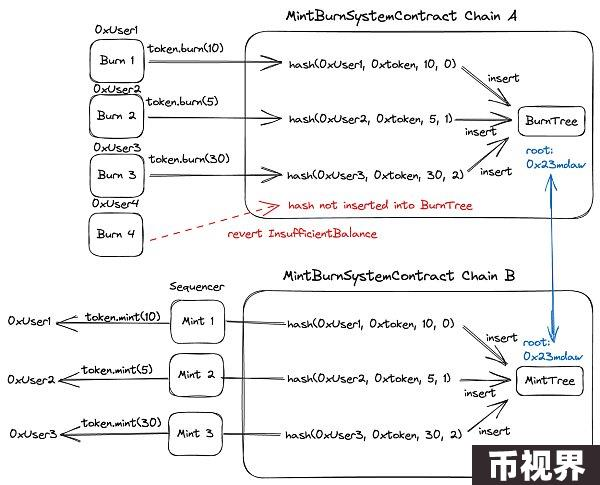 MintBurnSystemContract Chain A
0xUser1
Burn 1
token.burn(10)
hash(0xUser1, 0xtoken, 10, 0)
insert
0xUser2
Burn 2
token.burn(5)
hash(0xUser2, 0xtoken, 5, 1)
insert
BurnTree
0xUser3
Burn 3
token.burn(30)
hash(0xUser3, 0xtoken, 30, 2)
insert
root:
0x23mdaw
0xUser4
Burn 4
hash not inserted into BurnTree
revert InsufficientBalance
MintBurnSystemContract Chain B
Sequencer
0xUser1
token.mint(10)
Mint 1
hash(0xUser1, 0xtoken, 10, 0)
insert
root:
0x23mdaw
0xUser2
token.mint(5)
Mint 2
hash(0xUser2, 0xtoken, 5, 1)
insert
MintTree
0xUser3
token.mint(30)
Mint 3
hash(0xUser3, 0xtoken, 30, 2)
insert
币视界